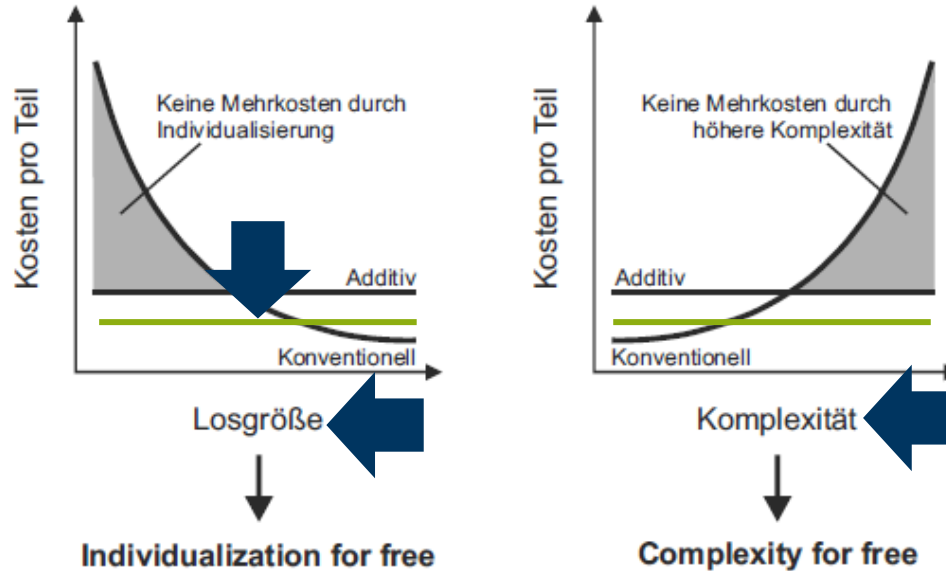 Kosten pro Teil
Keine Mehrkosten durch
Individualisierung
Additiv
Konventionell
Losgröße
Individualization for free
Kosten pro Teil
Keine Mehrkosten durch
höhere Komplexität
Additiv
Konventionell
Komplexität
Complexity for free